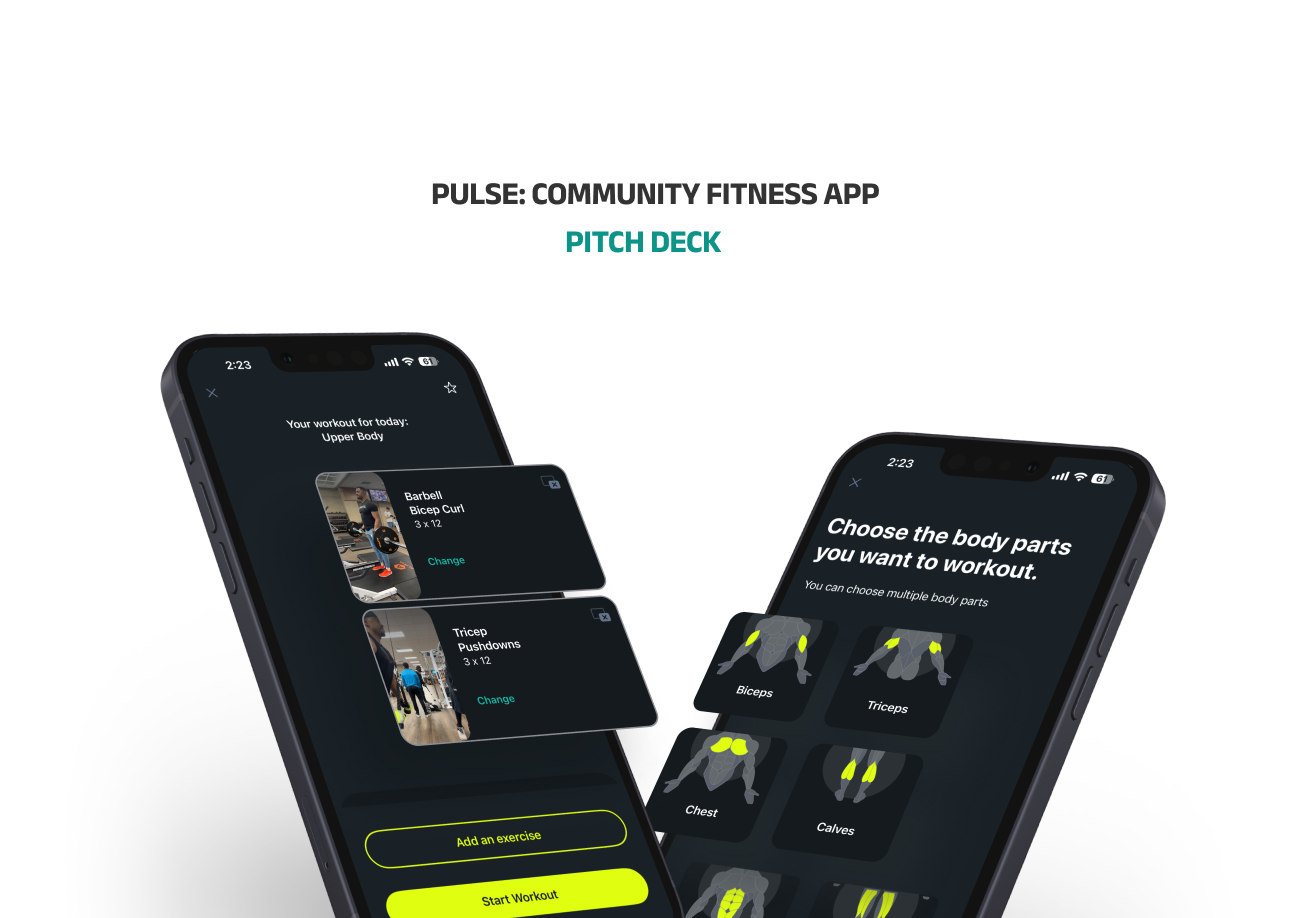 PULSE: COMMUNITY FITNESS APP
PITCH DECK
2:23
61
Your workout for today:
Upper Body
Barbell
Bicep Curl
3 x 12
Change
Tricep
Pushdowns
3 x 12
Change
Add an exercise
Start Workout
2:23
61
Choose the body parts
you want to workout.
You can choose multiple body parts
Biceps
Triceps
Chest
Calves